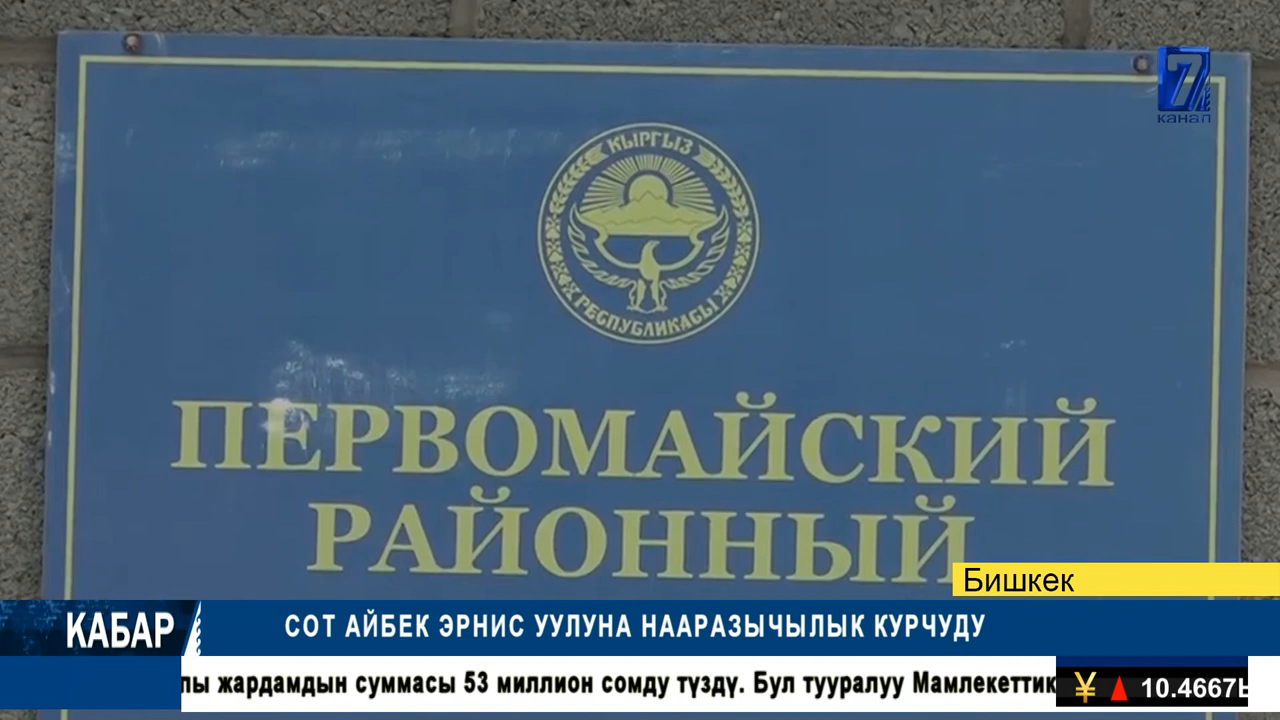 7
канал
КЫРГЫЗ
РЕСПУБЛИКАСЫ
ПЕРВОМАЙСКИЙ
РАЙОННЫЙ
Бишкек
КАБАР
СОТ АЙБЕК ЭРНИС УУЛУНА НААРАЗЫЧЫЛЫК КУРЧУДУ
жардамдын суммасы 53 миллион сомду түздү. Бул тууралуу Мамлекеттик
¥ ▲ 10.4667